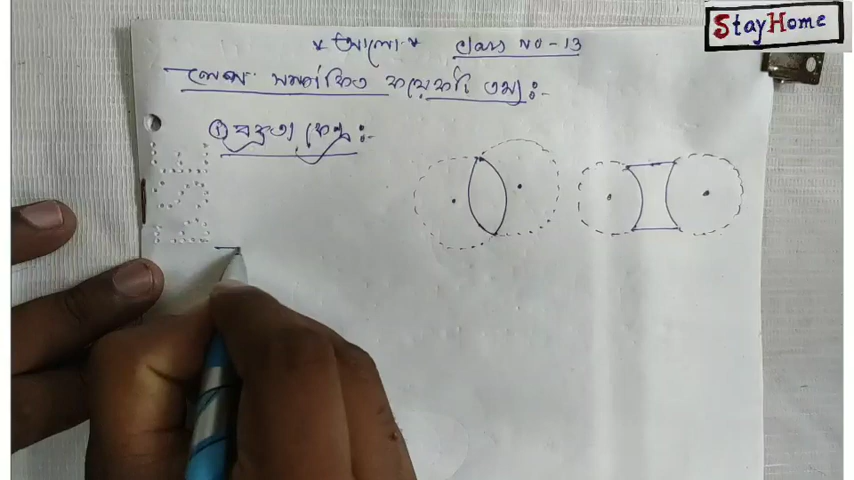 StayHome
* আলো * Class No - 13
লেন্স সম্পর্কিত কয়েকটি তথ্য :-
① বক্রতা কেন্দ্র :-